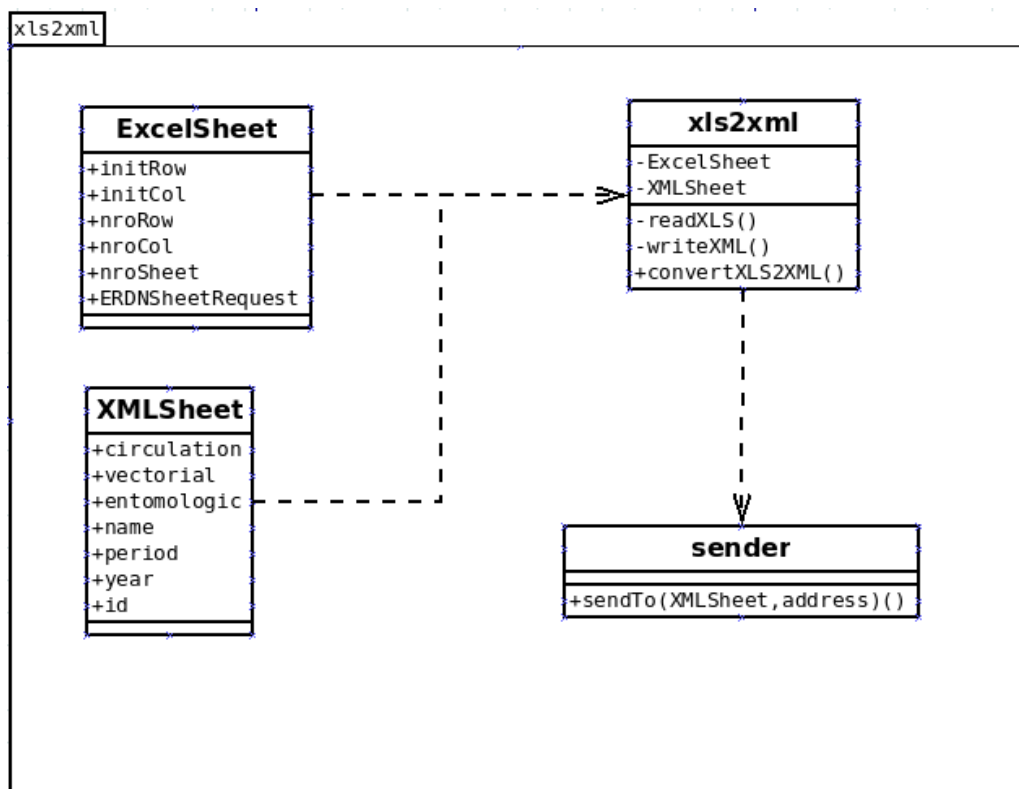 xls2xml
ExcelSheet
+initRow
+initCol
+nroRow
+nroCol
+nroSheet
+ERDNSheetRequest
xls2xml
-ExcelSheet
-XMLSheet
-readXLS()
-writeXML()
+convertXLS2XML()
XMLSheet
+circulation
+vectorial
+entomologic
+name
+period
+year
+id
sender
+sendTo(XMLSheet,address)()